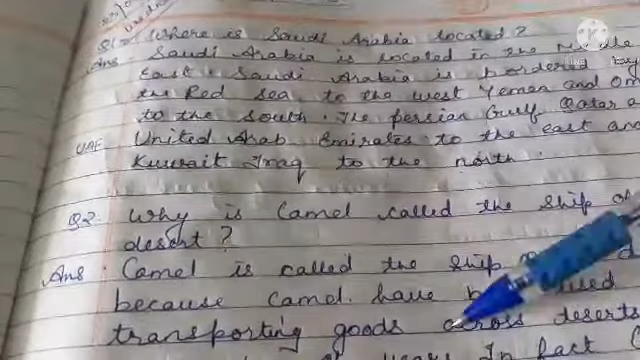 Q1. Where is Saudi Arabia located?
Ans. Saudi Arabia is located in the Middle
East. Saudi Arabia is bordered by
the Red Sea to the west Yemen and Om
to the south. The persian Gulf Qatar a
UAE United Arab Emirates to the east and
Kuwait Iraq to the north.
Q2. Why is Camel called the ship of
desert?
Ans. Camel is called the ship
because camel have
transporting goods across deserts
years. In fact
LIVE